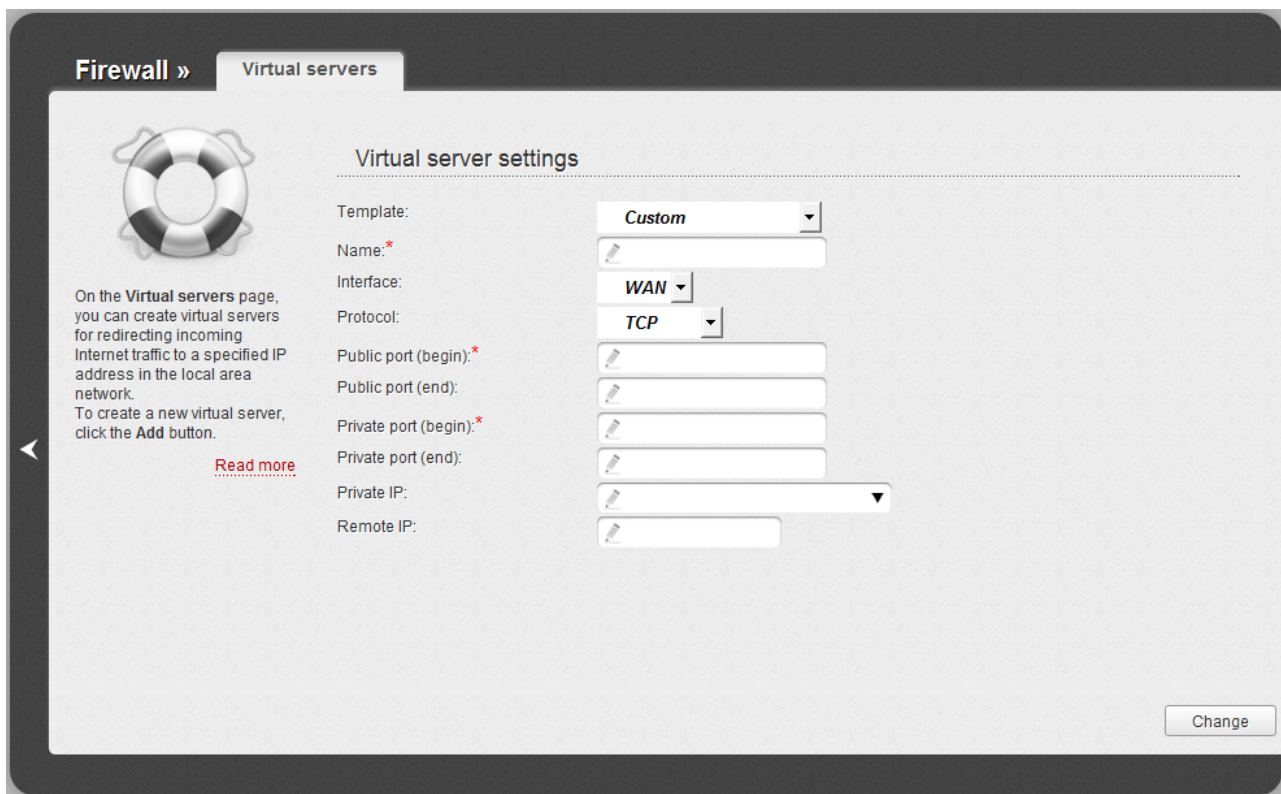 Firewall » Virtual servers
Virtual server settings
On the Virtual servers page,
you can create virtual servers
for redirecting incoming
Internet traffic to a specified IP
address in the local area
network.
To create a new virtual server,
click the Add button.
Read more
Template: Custom
Name:*
Interface: WAN
Protocol: TCP
Public port (begin):*
Public port (end):
Private port (begin):*
Private port (end):
Private IP:
Remote IP:
Change